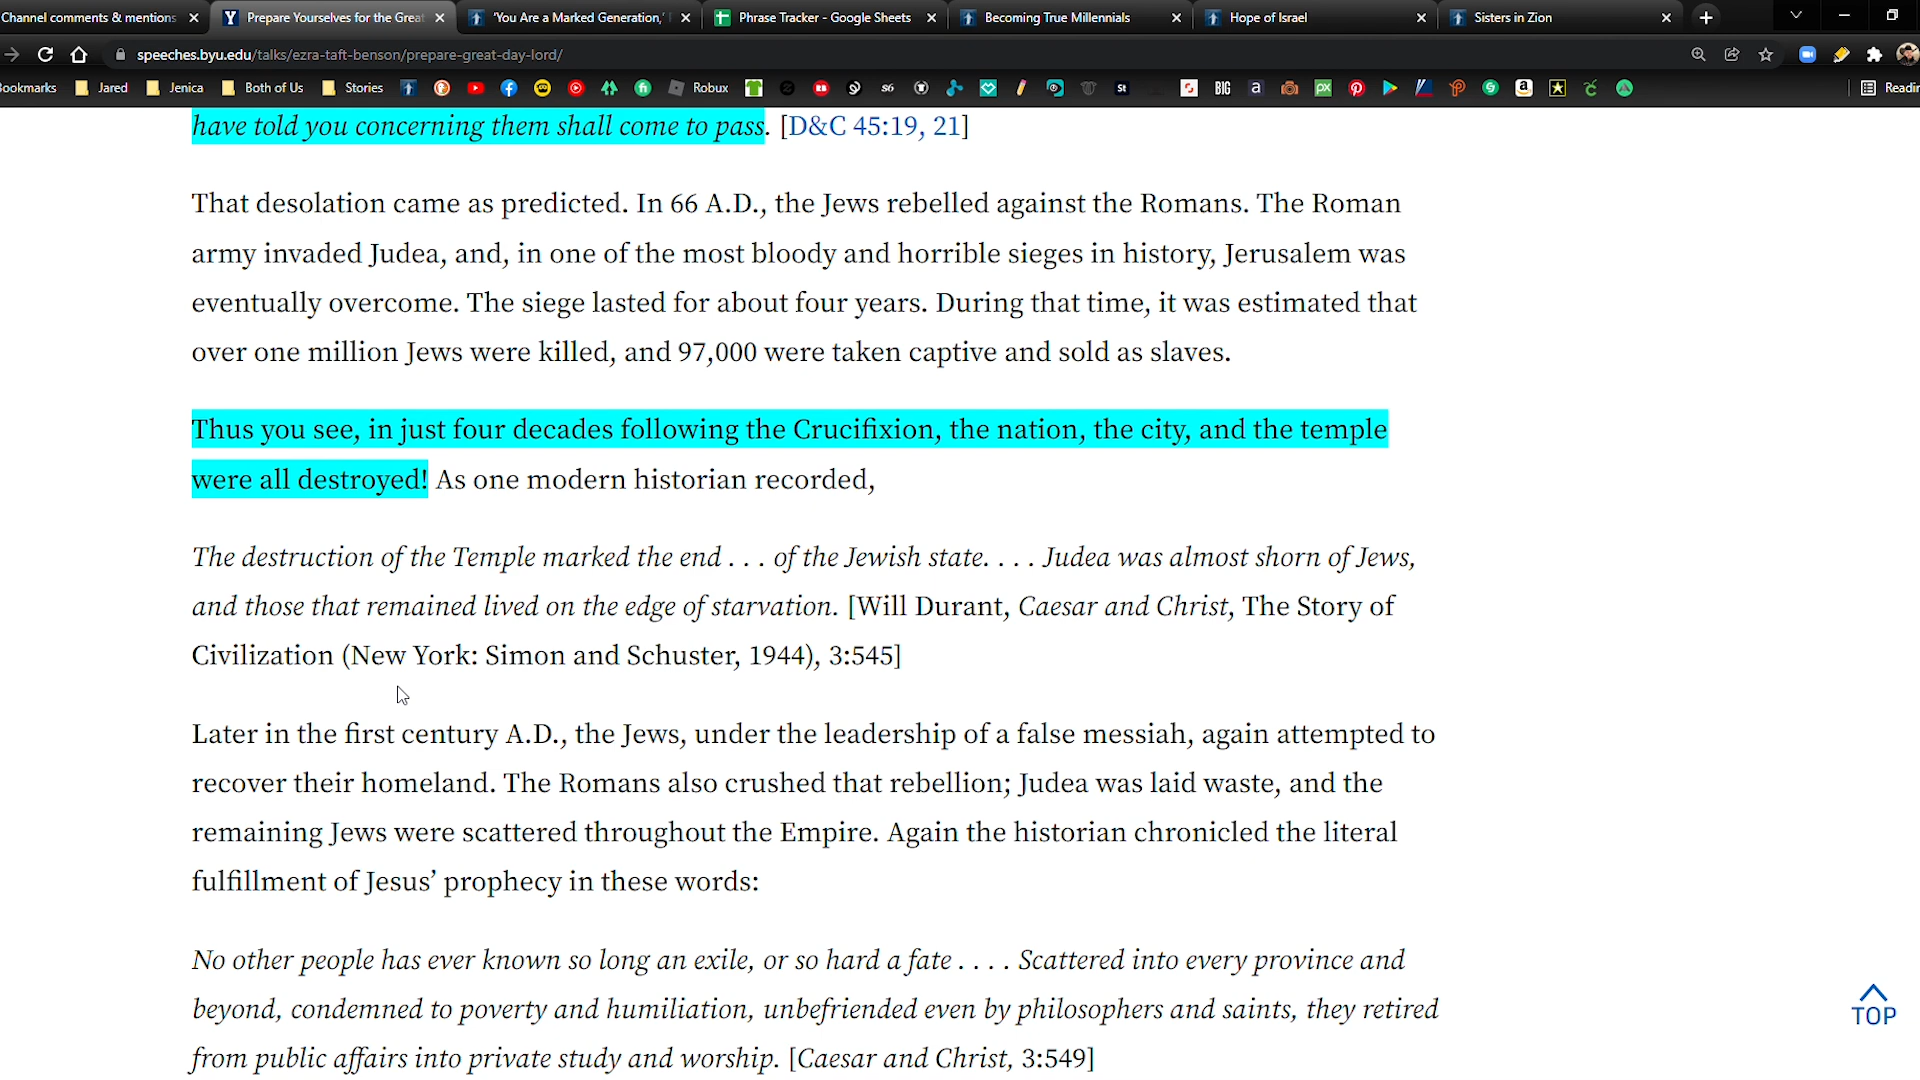 Channel comments & mentions
Prepare Yourselves for the Great
'You Are a Marked Generation,'
Phrase Tracker - Google Sheets
Becoming True Millennials
Hope of Israel
Sisters in Zion
speeches.byu.edu/talks/ezra-taft-benson/prepare-great-day-lord/
ookmarks Jared Jenica Both of Us Stories Robux BIG Readin
have told you concerning them shall come to pass. [D&C 45:19, 21]
That desolation came as predicted. In 66 A.D., the Jews rebelled against the Romans. The Roman
army invaded Judea, and, in one of the most bloody and horrible sieges in history, Jerusalem was
eventually overcome. The siege lasted for about four years. During that time, it was estimated that
over one million Jews were killed, and 97,000 were taken captive and sold as slaves.
Thus you see, in just four decades following the Crucifixion, the nation, the city, and the temple
were all destroyed! As one modern historian recorded,
The destruction of the Temple marked the end . . . of the Jewish state. . . . Judea was almost shorn of Jews,
and those that remained lived on the edge of starvation. [Will Durant, Caesar and Christ, The Story of
Civilization (New York: Simon and Schuster, 1944), 3:545]
Later in the first century A.D., the Jews, under the leadership of a false messiah, again attempted to
recover their homeland. The Romans also crushed that rebellion; Judea was laid waste, and the
remaining Jews were scattered throughout the Empire. Again the historian chronicled the literal
fulfillment of Jesus' prophecy in these words:
No other people has ever known so long an exile, or so hard a fate . . . . Scattered into every province and
beyond, condemned to poverty and humiliation, unbefriended even by philosophers and saints, they retired
from public affairs into private study and worship. [Caesar and Christ, 3:549]
TOP